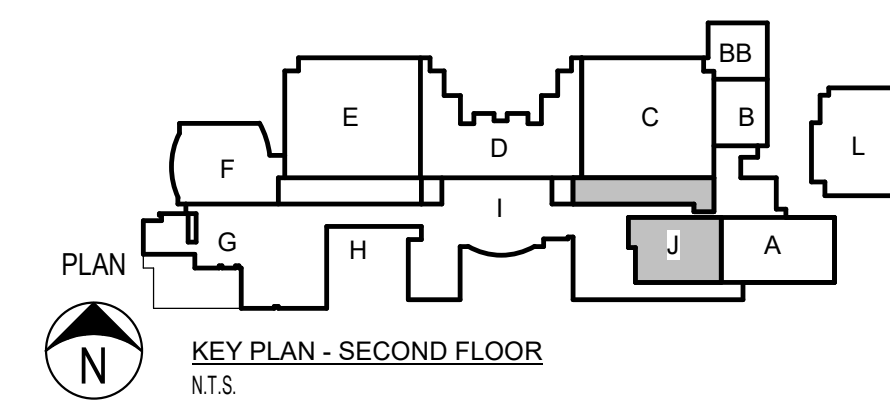 BB
E
C
B
D
L
F
I
G
H
J
A
PLAN
N
KEY PLAN - SECOND FLOOR
N.T.S.